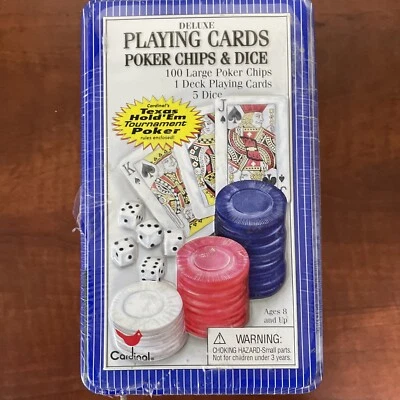 DELUXE
PLAYING CARDS
POKER CHIPS & DICE
100 Large Poker Chips
1 Deck Playing Cards
5 Dice
Cardinal's
Texas
Hold'Em
Tournament
Poker
rules enclosed!
J
K
Ages 8
and Up
WARNING:
CHOKING HAZARD-Small parts.
Not for children under 3 years.
Cardinal